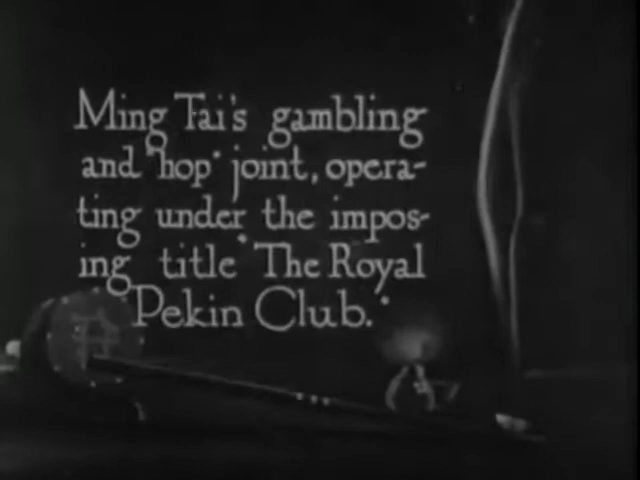 Ming Tai's gambling
and "hop" joint, opera-
ting under the impos-
ing title "The Royal
Pekin Club."